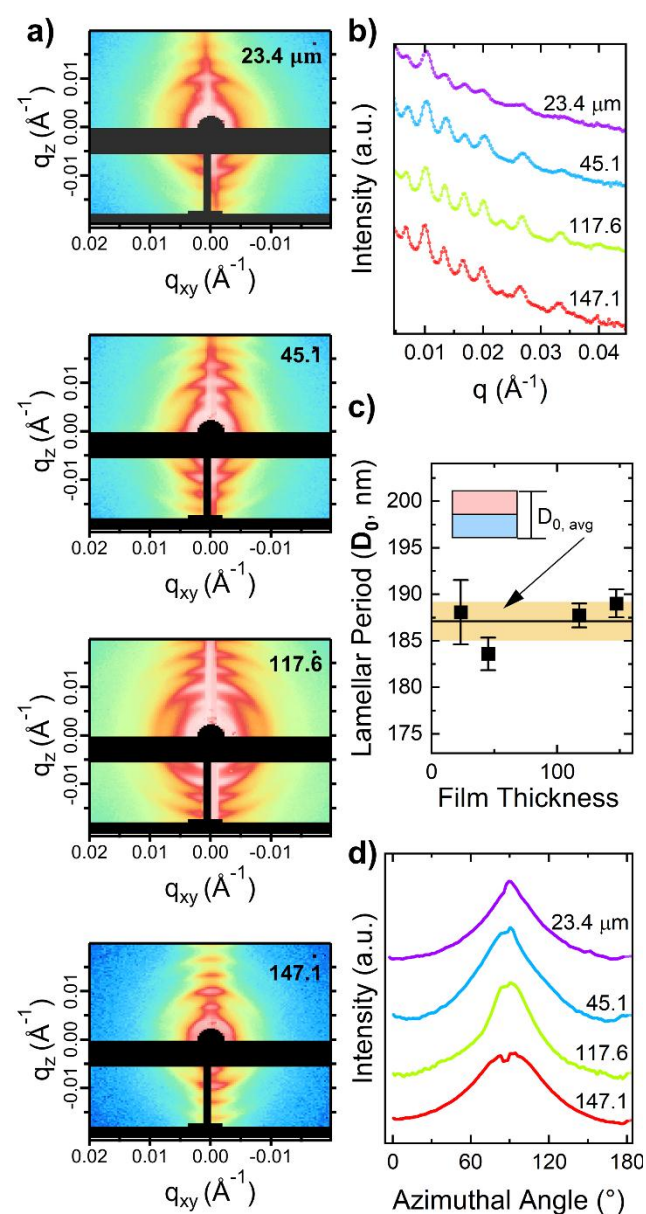 a)
23.4 μm
q_z (Å⁻¹)
0.01
0.00
-0.01
0.02 0.01 0.00 -0.01
q_xy (Å⁻¹)
45.1
q_z (Å⁻¹)
0.01
0.00
-0.01
0.02 0.01 0.00 -0.01
q_xy (Å⁻¹)
117.6
q_z (Å⁻¹)
0.01
0.00
-0.01
0.02 0.01 0.00 -0.01
q_xy (Å⁻¹)
147.1
q_z (Å⁻¹)
0.01
0.00
-0.01
0.02 0.01 0.00 -0.01
q_xy (Å⁻¹)
b)
Intensity (a.u.)
23.4 μm
45.1
117.6
147.1
0.01 0.02 0.03 0.04
q (Å⁻¹)
c)
Lamellar Period (D₀, nm)
200
195
190
185
180
175
D₀, avg
0 100
Film Thickness
d)
Intensity (a.u.)
23.4 μm
45.1
117.6
147.1
0 60 120 180
Azimuthal Angle (°)